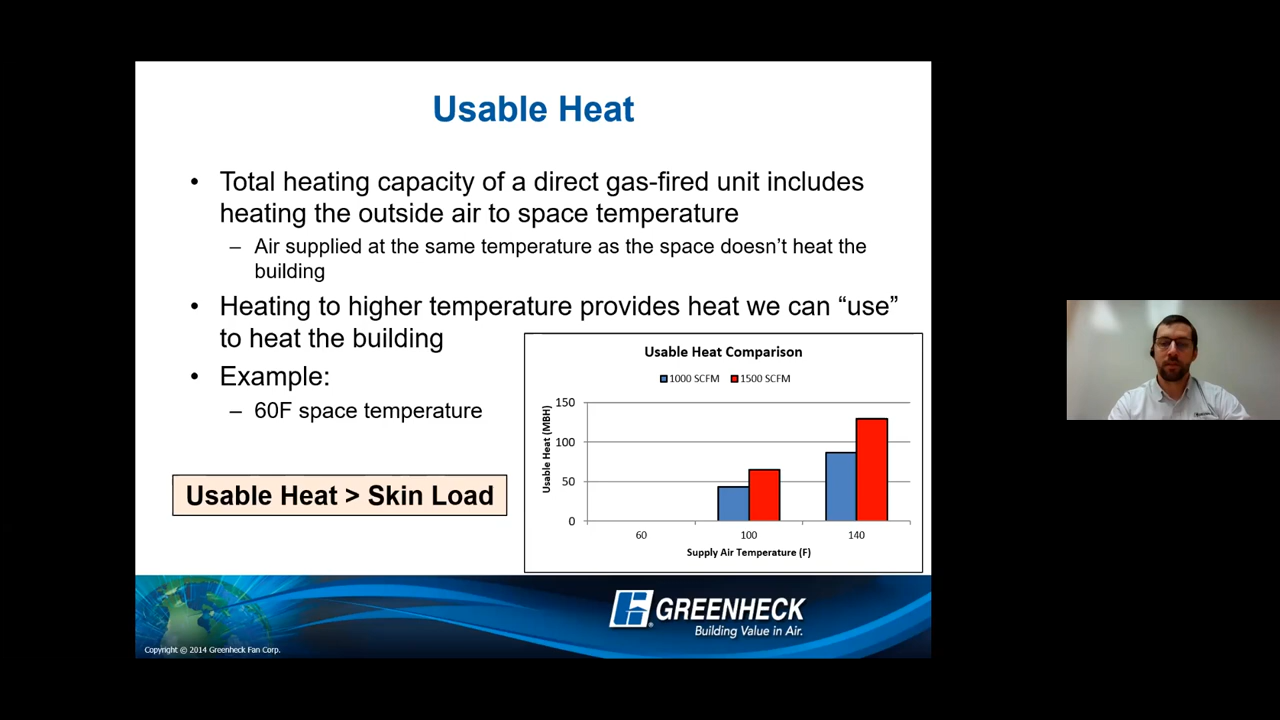 Usable Heat
• Total heating capacity of a direct gas-fired unit includes
heating the outside air to space temperature
– Air supplied at the same temperature as the space doesn’t heat the
building
• Heating to higher temperature provides heat we can “use”
to heat the building
• Example:
– 60F space temperature
Usable Heat > Skin Load
Usable Heat Comparison
1000 SCFM 1500 SCFM
Usable Heat (MBH)
150
100
50
0
60 100 140
Supply Air Temperature (F)
GREENHECK
Building Value in Air.
Copyright © 2014 Greenheck Fan Corp.